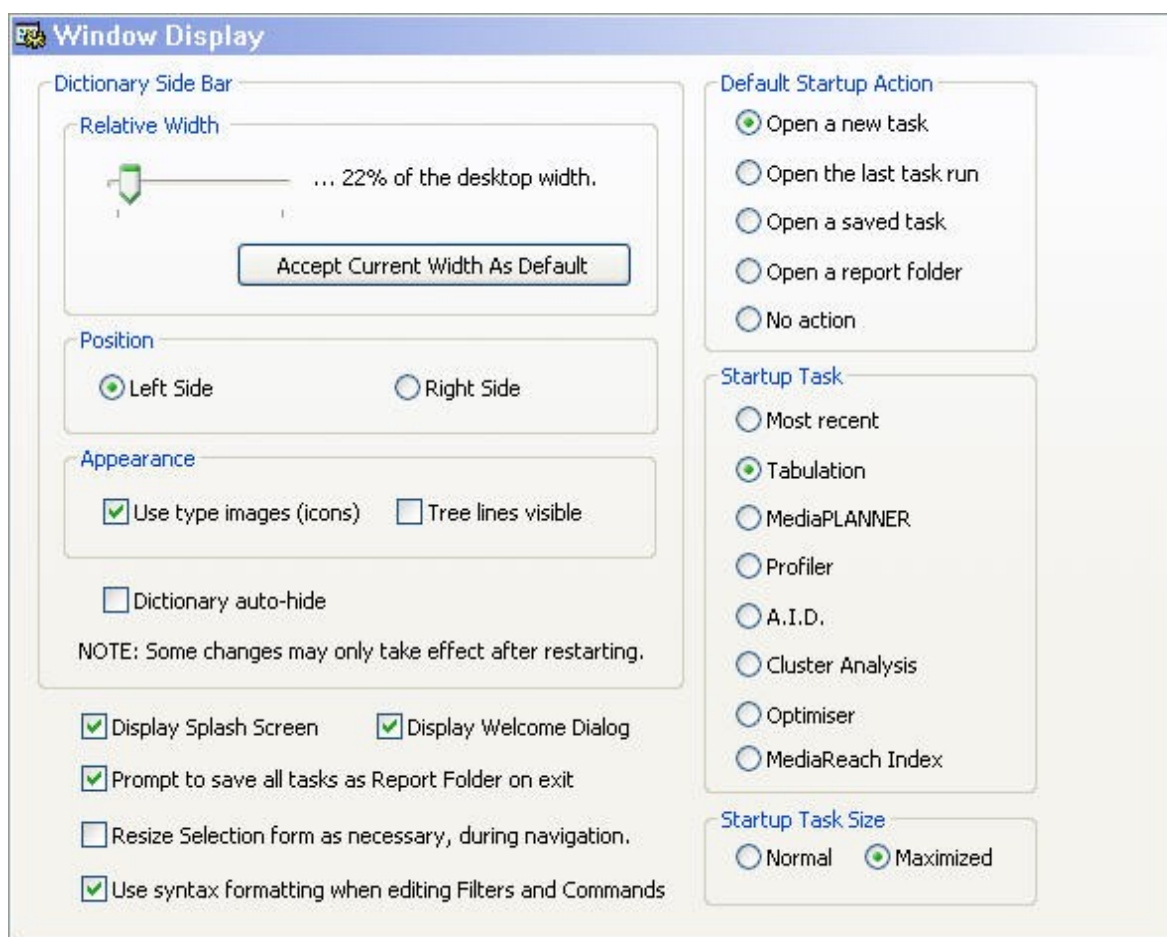 Window Display
Dictionary Side Bar
Relative Width
... 22% of the desktop width.
Accept Current Width As Default
Position
Left Side
Right Side
Appearance
Use type images (icons)
Tree lines visible
Dictionary auto-hide
NOTE: Some changes may only take effect after restarting.
Display Splash Screen
Display Welcome Dialog
Prompt to save all tasks as Report Folder on exit
Resize Selection form as necessary, during navigation.
Use syntax formatting when editing Filters and Commands
Default Startup Action
Open a new task
Open the last task run
Open a saved task
Open a report folder
No action
Startup Task
Most recent
Tabulation
MediaPLANNER
Profiler
A.I.D.
Cluster Analysis
Optimiser
MediaReach Index
Startup Task Size
Normal
Maximized